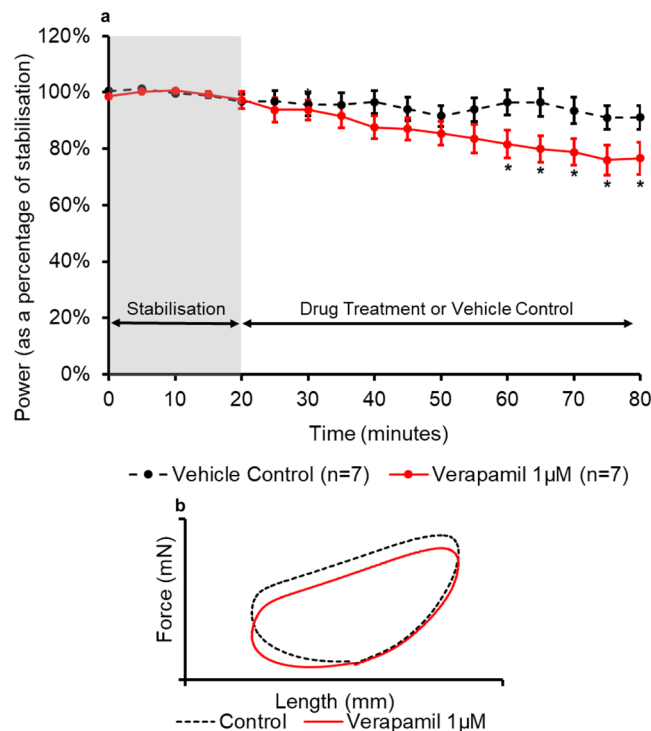 a
120%
100%
80%
60%
40%
20%
0%
Power (as a percentage of stabilisation)
Stabilisation
Drug Treatment or Vehicle Control
* * * * *
0 10 20 30 40 50 60 70 80
Time (minutes)
Vehicle Control (n=7) Verapamil 1µM (n=7)
b
Force (mN)
Length (mm)
Control Verapamil 1µM